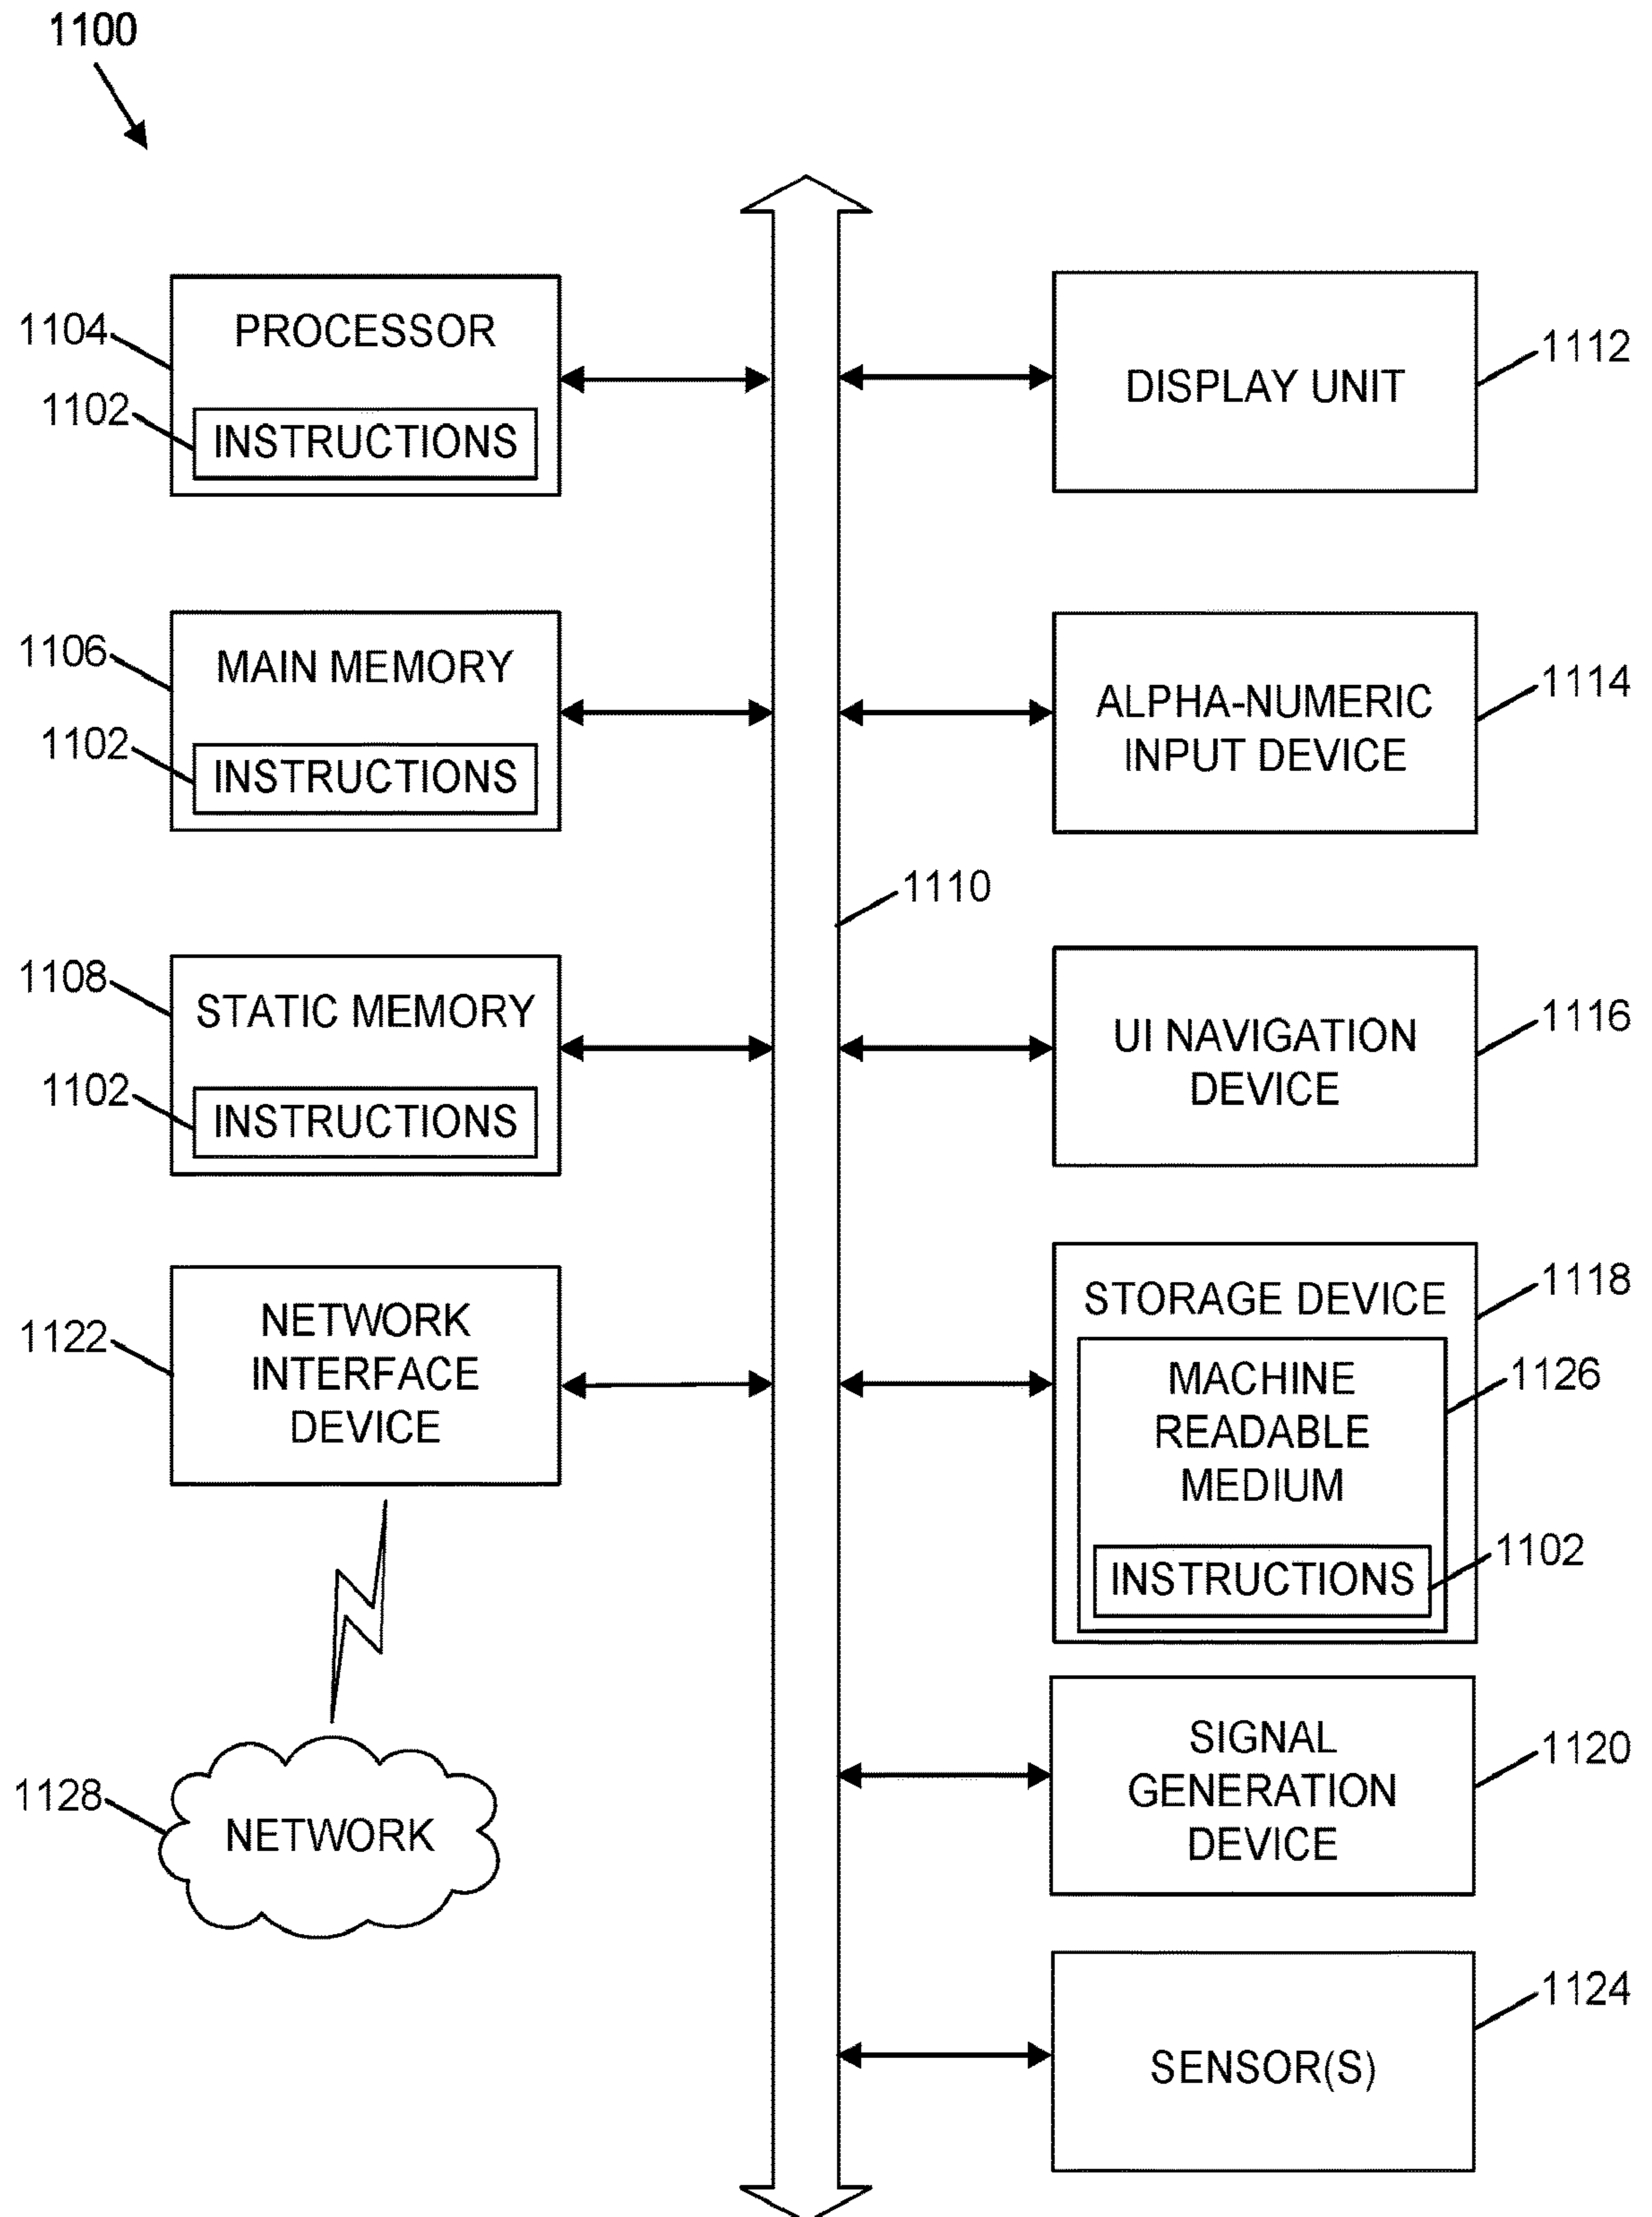 1100
1104
PROCESSOR
1102
INSTRUCTIONS
1106
MAIN MEMORY
1102
INSTRUCTIONS
1108
STATIC MEMORY
1102
INSTRUCTIONS
1122
NETWORK
INTERFACE
DEVICE
1128
NETWORK
1110
DISPLAY UNIT
1112
ALPHA-NUMERIC
INPUT DEVICE
1114
UI NAVIGATION
DEVICE
1116
STORAGE DEVICE
1118
MACHINE
READABLE
MEDIUM
1126
INSTRUCTIONS
1102
SIGNAL
GENERATION
DEVICE
1120
SENSOR(S)
1124